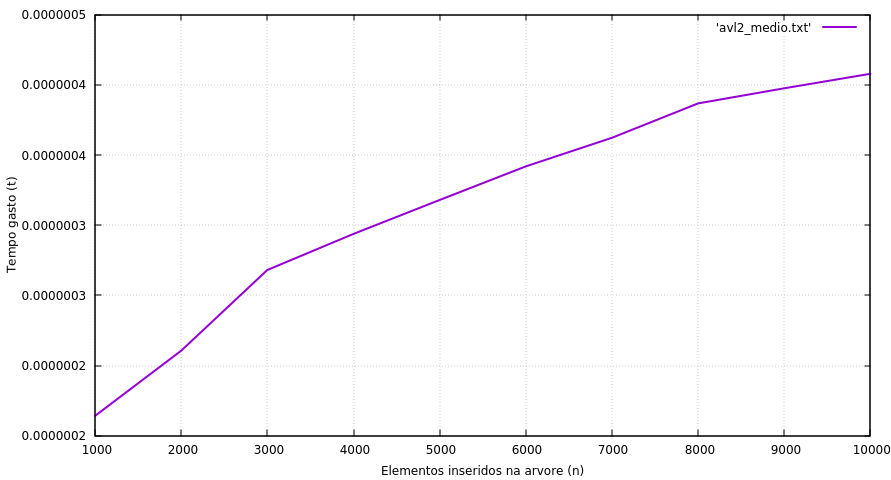 0.0000005
'avl2_medio.txt'
0.0000004
0.0000004
0.0000003
0.0000003
0.0000002
0.0000002
Tempo gasto (t)
1000 2000 3000 4000 5000 6000 7000 8000 9000 10000
Elementos inseridos na arvore (n)